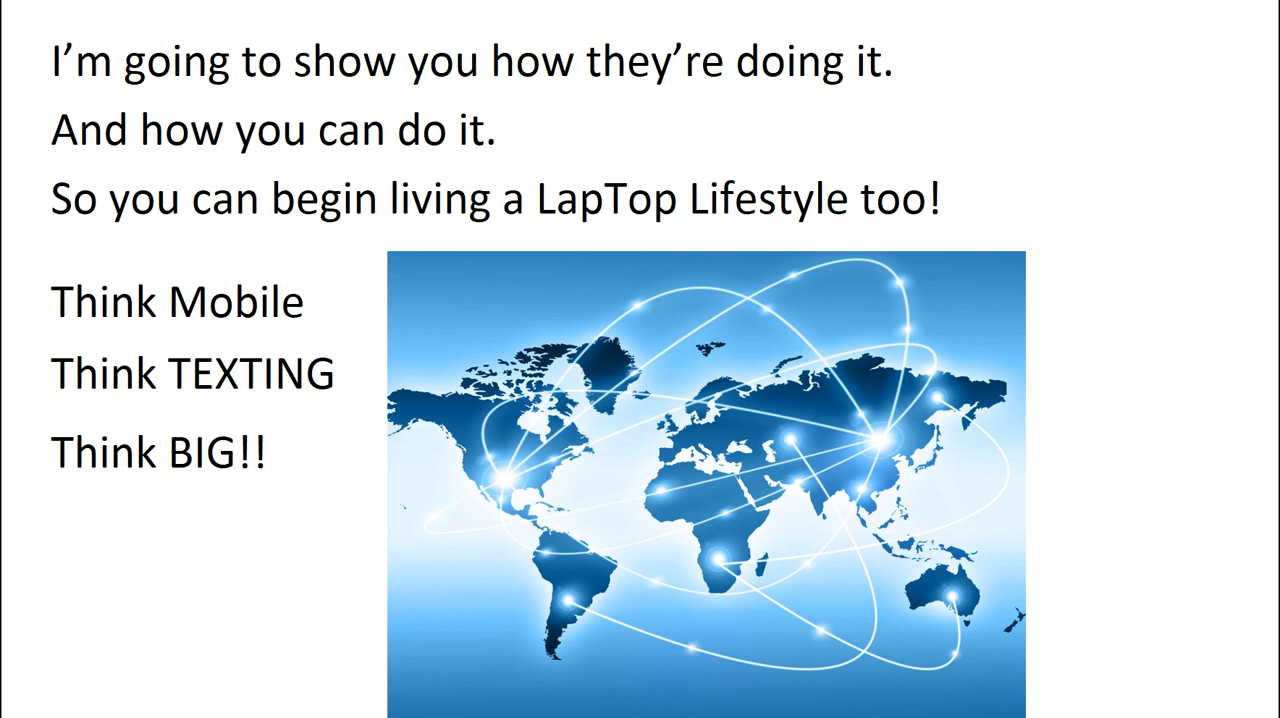 I’m going to show you how they’re doing it.
And how you can do it.
So you can begin living a LapTop Lifestyle too!
Think Mobile
Think TEXTING
Think BIG!!